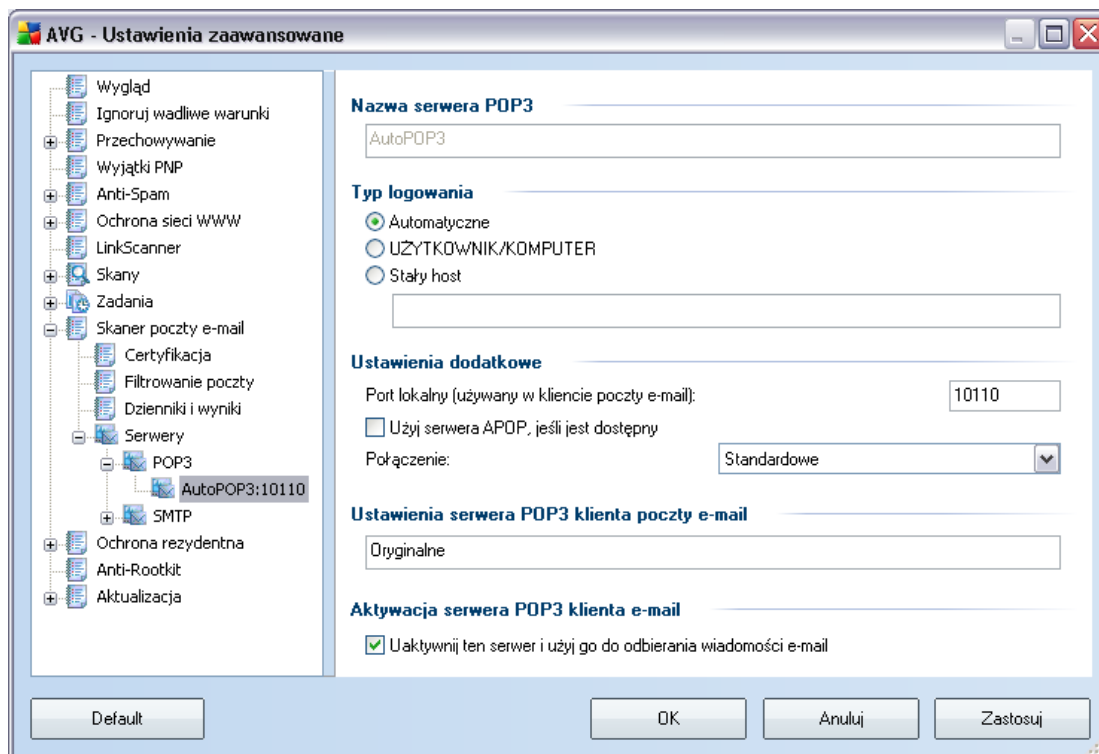 AVG - Ustawienia zaawansowane
Wygląd
Ignoruj wadliwe warunki
Przechowywanie
Wyjątki PNP
Anti-Spam
Ochrona sieci WWW
LinkScanner
Skany
Zadania
Skaner poczty e-mail
Certyfikacja
Filtrowanie poczty
Dzienniki i wyniki
Serwery
POP3
AutoPOP3:10110
SMTP
Ochrona rezydentna
Anti-Rootkit
Aktualizacja
Nazwa serwera POP3
AutoPOP3
Typ logowania
Automatyczne
UŻYTKOWNIK/KOMPUTER
Stały host
Ustawienia dodatkowe
Port lokalny (używany w kliencie poczty e-mail):
10110
Użyj serwera APOP, jeśli jest dostępny
Połączenie:
Standardowe
Ustawienia serwera POP3 klienta poczty e-mail
Oryginalne
Aktywacja serwera POP3 klienta e-mail
Uaktywnij ten serwer i użyj go do odbierania wiadomości e-mail
Default
OK
Anuluj
Zastosuj